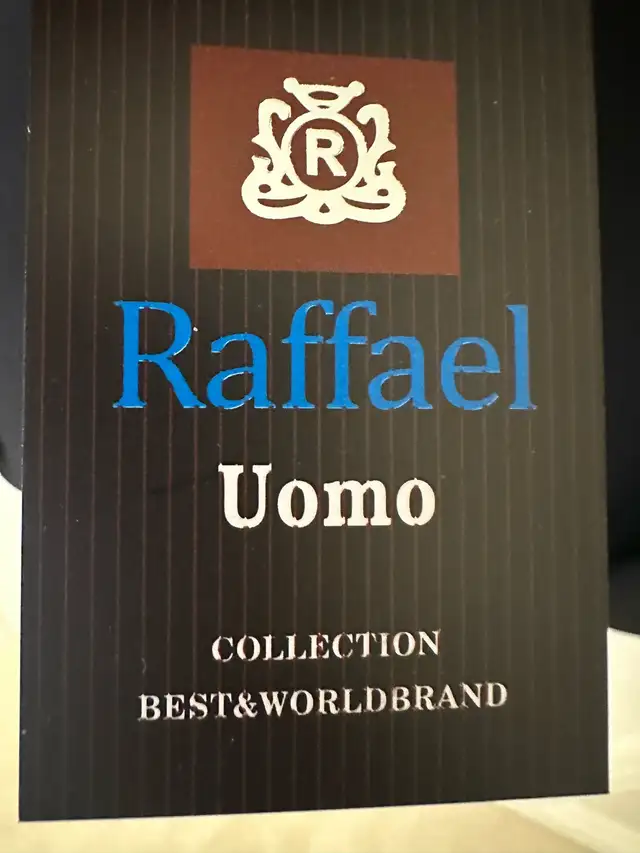 R
Raffael
Uomo
COLLECTION
BEST&WORLDBRAND